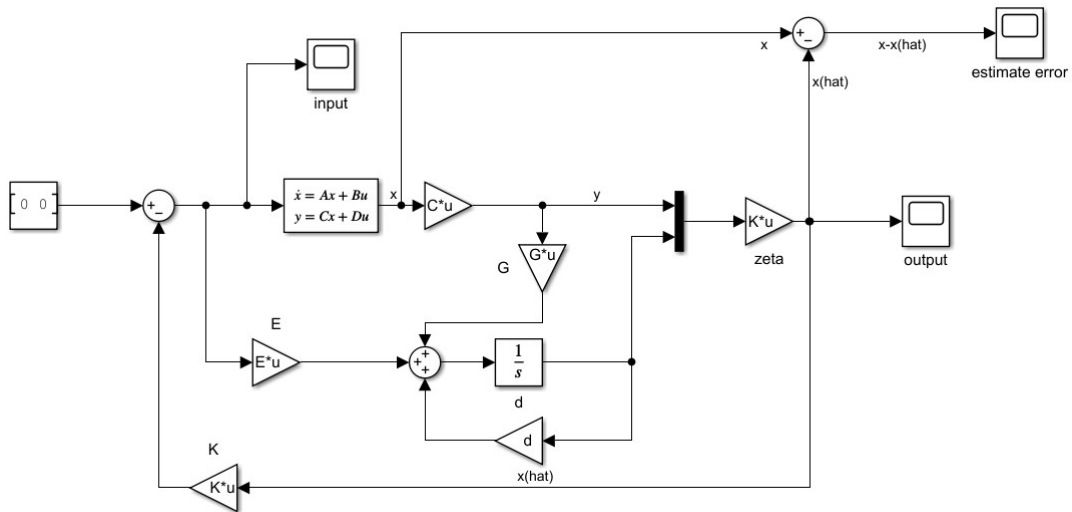 x
x-x(hat)
estimate error
x(hat)
input
[0 0]
ẋ = Ax + Bu
y = Cx + Du
x
C*u
y
K*u
zeta
output
G
G*u
E
E*u
1
s
d
d
K
K*u
x(hat)